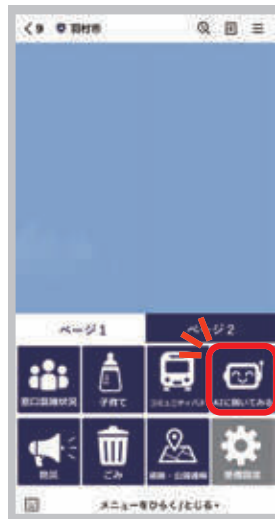 9 羽村市
ページ1 ページ2
窓口混雑状況 子育て コミュニティバス AIに聞いてみる
防災 ごみ 道路・公園通報 受信設定
メニューをひらく/とじる